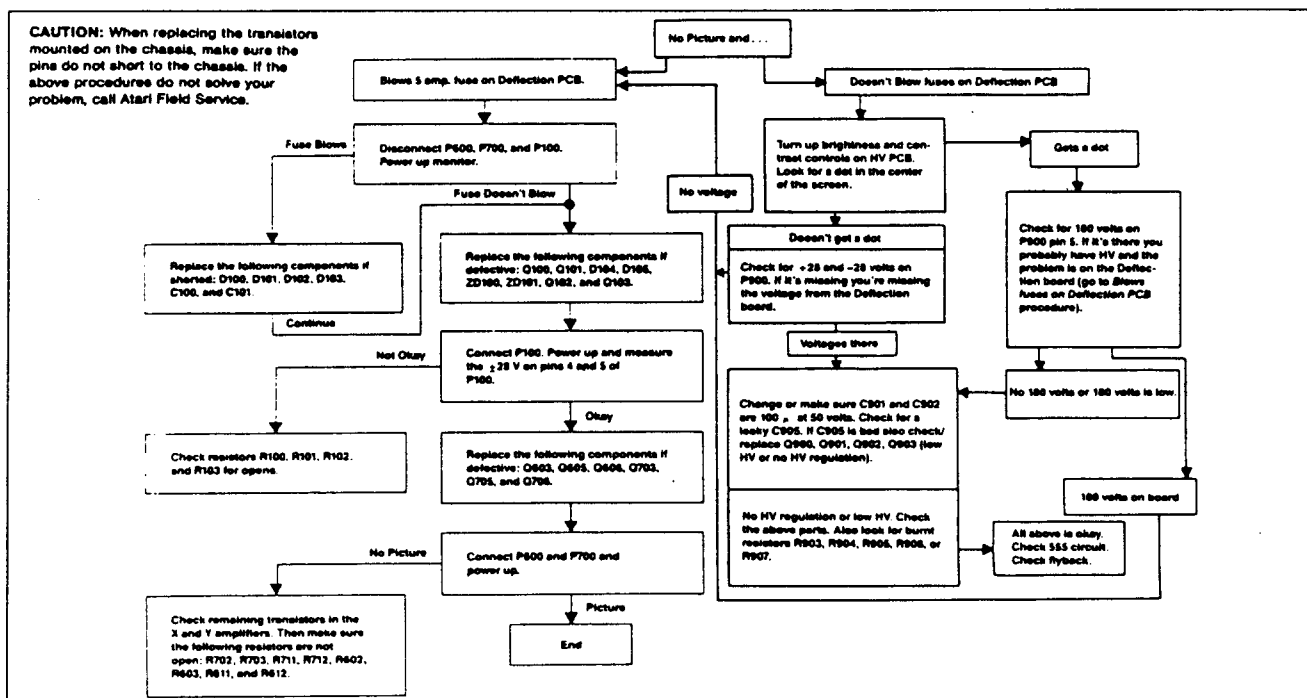 CAUTION: When replacing the transistors
mounted on the chassis, make sure the
pins do not short to the chassis. If the
above procedures do not solve your
problem, call Atari Field Service.
No Picture and . . .
Blows 5 amp. fuse on Deflection PCB.
Doesn't Blow fuses on Deflection PCB
Fuse Blows
Disconnect P600, P700, and P100.
Power up monitor.
Fuse Doesn't Blow
No voltage
Turn up brightness and con-
trast controls on HV PCB.
Look for a dot in the center
of the screen.
Gets a dot
Replace the following components if
shorted: D100, D101, D102, D103,
C100, and C101.
Continue
Replace the following components if
defective: Q100, Q101, D104, D105,
ZD100, ZD101, Q102, and Q103.
Doesn't get a dot
Check for +28 and -28 volts on
P900. If it's missing you're missing
the voltage from the Deflection
board.
Voltages there
Check for 180 volts on
P900 pin 5. If it's there you
probably have HV and the
problem is on the Deflec-
tion board (go to Blows
fuses on Deflection PCB
procedure).
Not Okay
Connect P100. Power up and measure
the ±28 V on pins 4 and 5 of
P100.
Okay
No 180 volts or 180 volts is low.
Change or make sure C901 and C902
are 100 μ at 50 volts. Check for a
leaky C905. If C905 is bad also check/
replace Q900, Q901, Q902, Q903 (low
HV or no HV regulation).
Check resistors R100, R101, R102,
and R103 for opens.
Replace the following components if
defective: Q603, Q605, Q606, Q703,
Q705, and Q706.
180 volts on board
No HV regulation or low HV. Check
the above parts. Also look for burnt
resistors R903, R904, R905, R906, or
R907.
All above is okay.
Check 555 circuit.
Check flyback.
No Picture
Connect P600 and P700 and
power up.
Picture
End
Check remaining transistors in the
X and Y amplifiers. Then make sure
the following resistors are not
open: R702, R703, R711, R712, R602,
R603, R611, and R612.